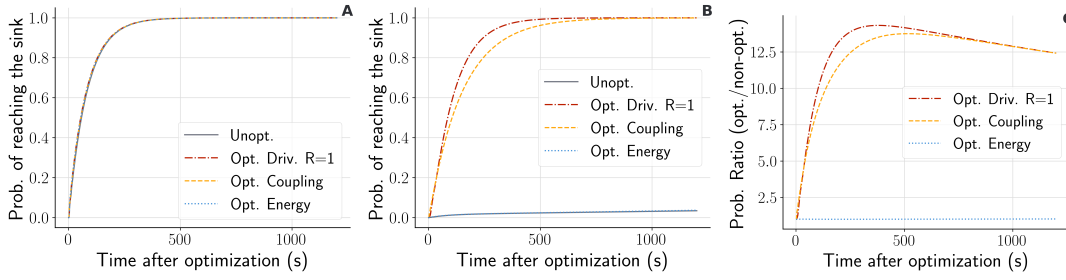 A
Prob. of reaching the sink
1.0
0.8
0.6
0.4
0.2
0.0
Unopt.
Opt. Driv. R=1
Opt. Coupling
Opt. Energy
0
500
1000
Time after optimization (s)
B
Prob. of reaching the sink
1.0
0.8
0.6
0.4
0.2
0.0
Unopt.
Opt. Driv. R=1
Opt. Coupling
Opt. Energy
0
500
1000
Time after optimization (s)
Prob. Ratio (opt./non-opt.)
12.5
10.0
7.5
5.0
2.5
Opt. Driv. R=1
Opt. Coupling
Opt. Energy
0
500
1000
Time after optimization (s)